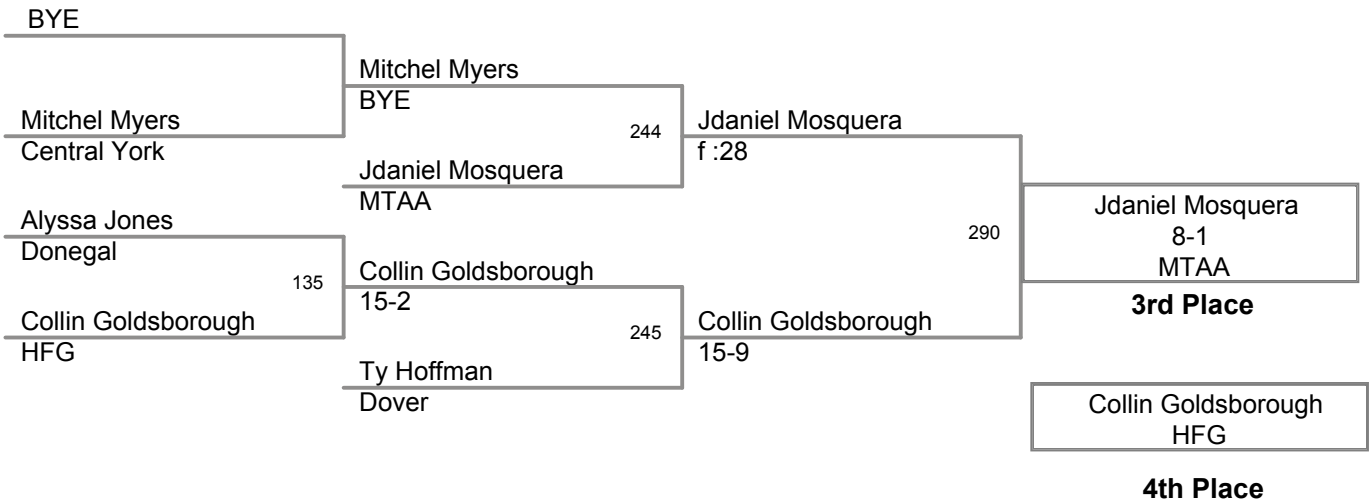 BYE
Mitchel Myers
BYE
Mitchel Myers
Central York
244
Jdaniel Mosquera
f :28
Jdaniel Mosquera
MTAA
Alyssa Jones
Donegal
290
Jdaniel Mosquera
8-1
MTAA
3rd Place
135
Collin Goldsborough
15-2
Collin Goldsborough
HFG
245
Collin Goldsborough
15-9
Ty Hoffman
Dover
Collin Goldsborough
HFG
4th Place